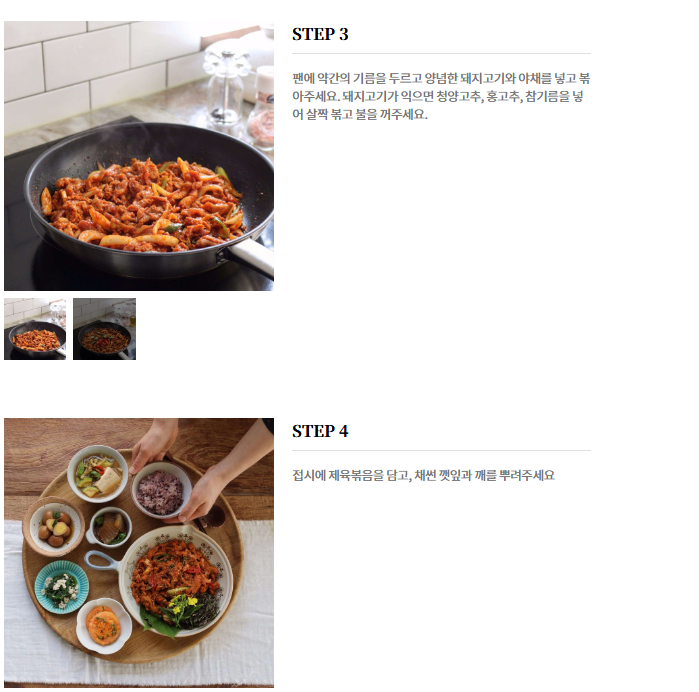 STEP 3
팬에 약간의 기름을 두르고 양념한 돼지고기와 야채를 넣고 볶
아주세요. 돼지고기가 익으면 청양고추, 홍고추, 참기름을 넣
어 살짝 볶고 불을 꺼주세요.
STEP 4
접시에 제육볶음을 담고, 채썬 깻잎과 깨를 뿌려주세요